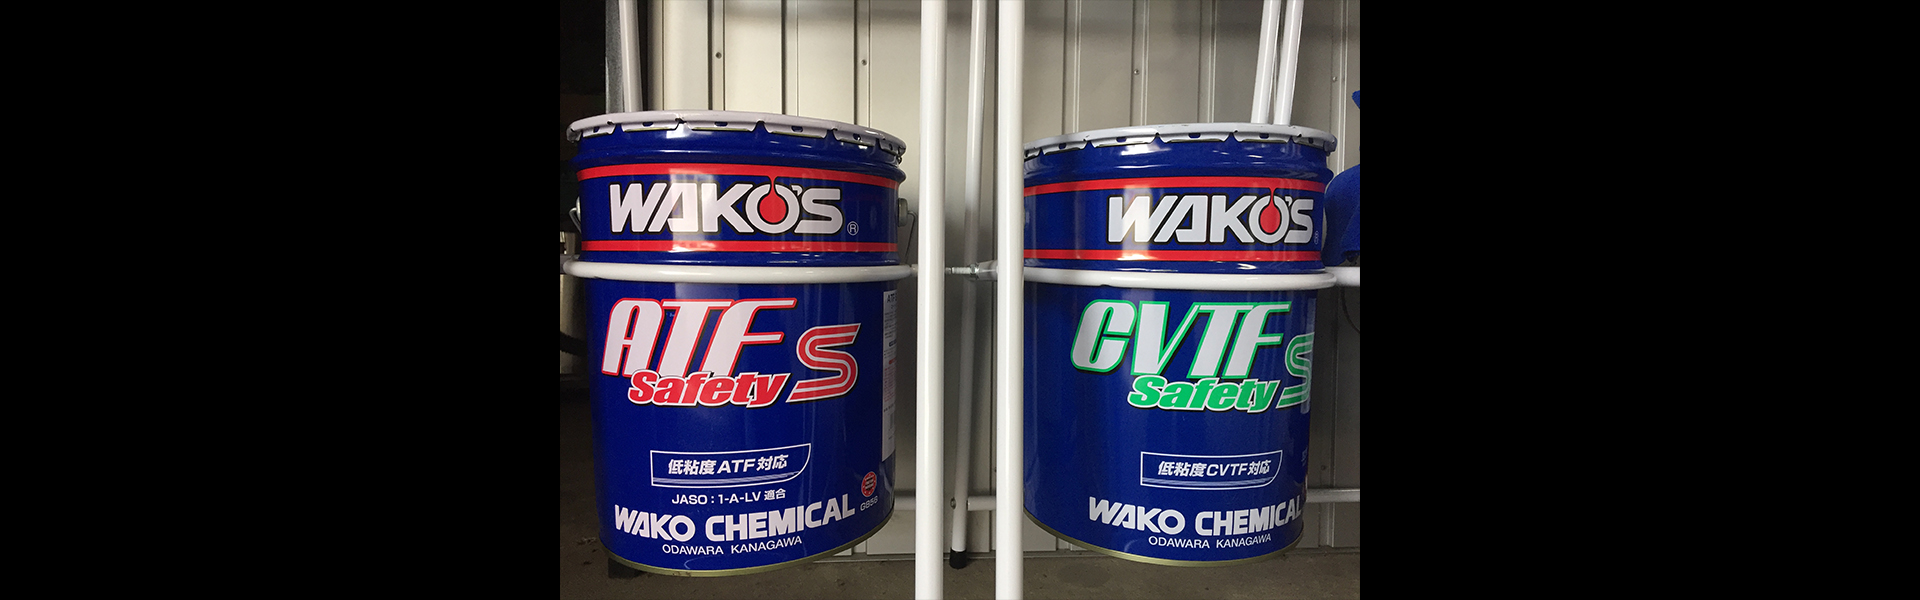 WAKO'S ®
ATF
Safety S
低粘度ATF対応
JASO : 1-A-LV 適合
G956
WAKO CHEMICAL
ODAWARA KANAGAWA
WAKO'S ®
CVTF
Safety S
低粘度CVTF対応
WAKO CHEMICAL
ODAWARA KANAGAWA